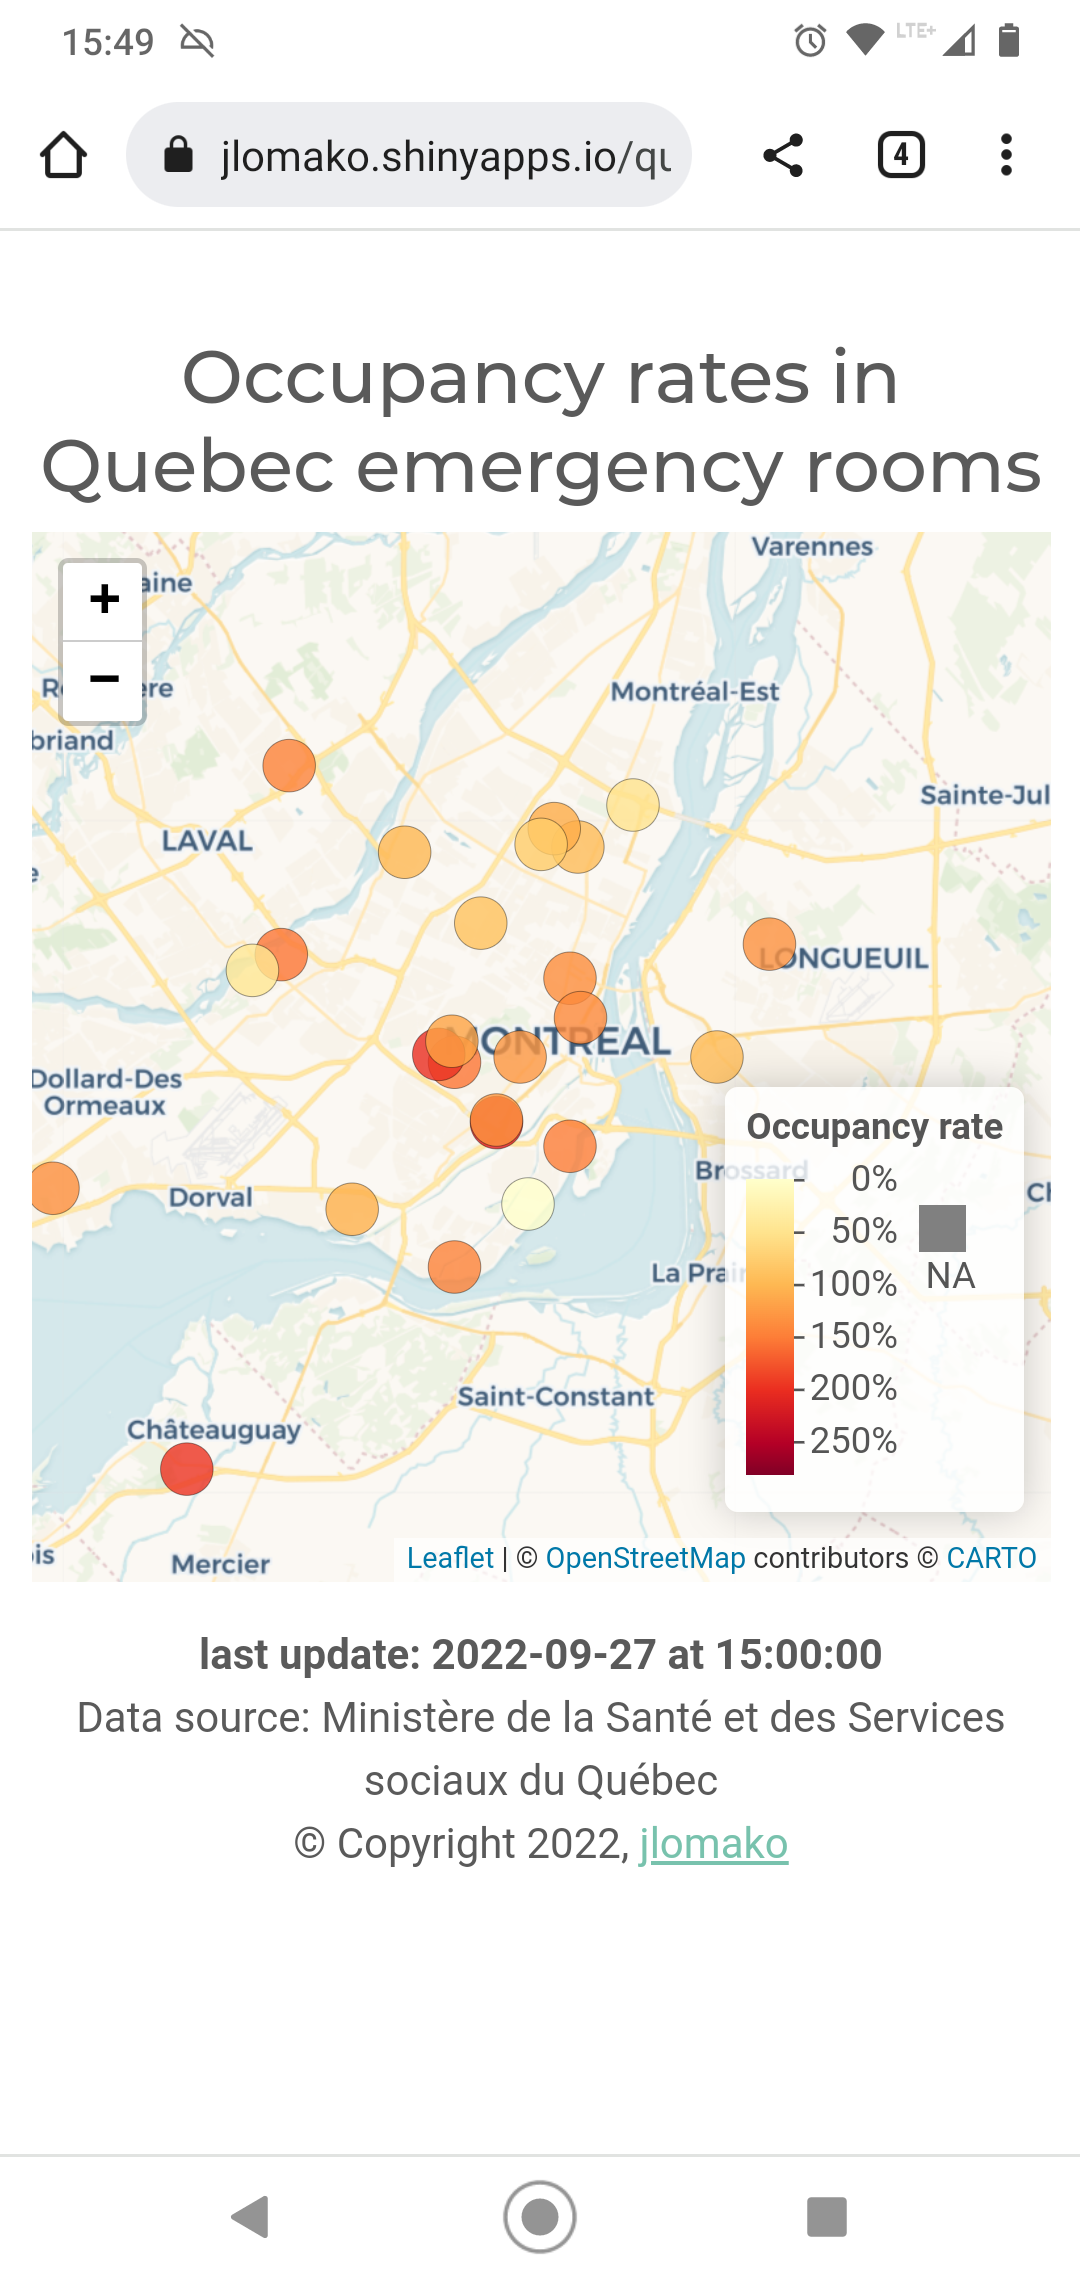 15:49
LTE+
jlomako.shinyapps.io/qu
4
Occupancy rates in
Quebec emergency rooms
Varennes
+
aine
−
ere
Montréal-Est
briand
Sainte-Jul
LAVAL
LONGUEUIL
MONTREAL
Dollard-Des
Ormeaux
Occupancy rate
Brossard
0%
Dorval
50%
La Prair
NA
100%
150%
200%
Saint-Constant
Châteauguay
250%
is
Mercier
Leaflet | © OpenStreetMap contributors © CARTO
last update: 2022-09-27 at 15:00:00
Data source: Ministère de la Santé et des Services
sociaux du Québec
© Copyright 2022, jlomako